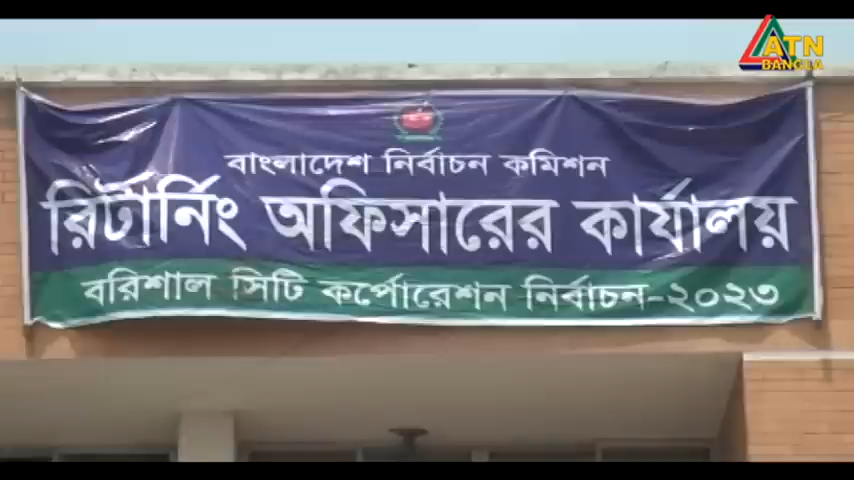 ATN
BANGLA
বাংলাদেশ নির্বাচন কমিশন
রিটার্নিং অফিসারের কার্যালয়
বরিশাল সিটি কর্পোরেশন নির্বাচন-২০২৩